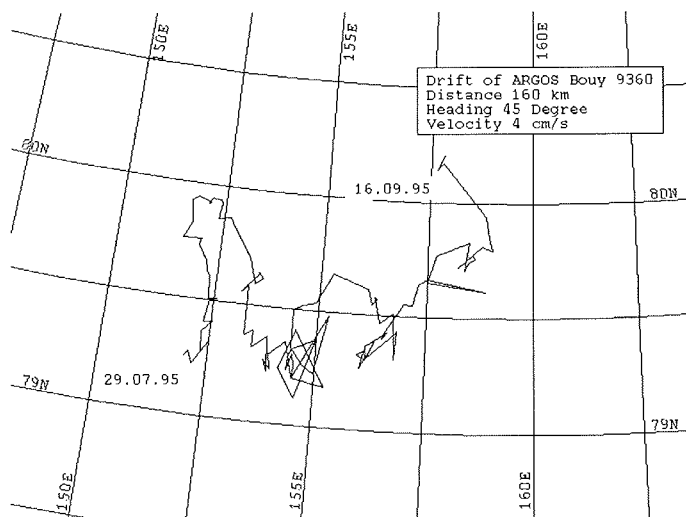 150E
155E
160E
Drift of ARGOS Bouy 9360
Distance 160 km
Heading 45 Degree
Velocity 4 cm/s
80N
16.09.95
80N
29.07.95
79N
79N
150E
155E
160E